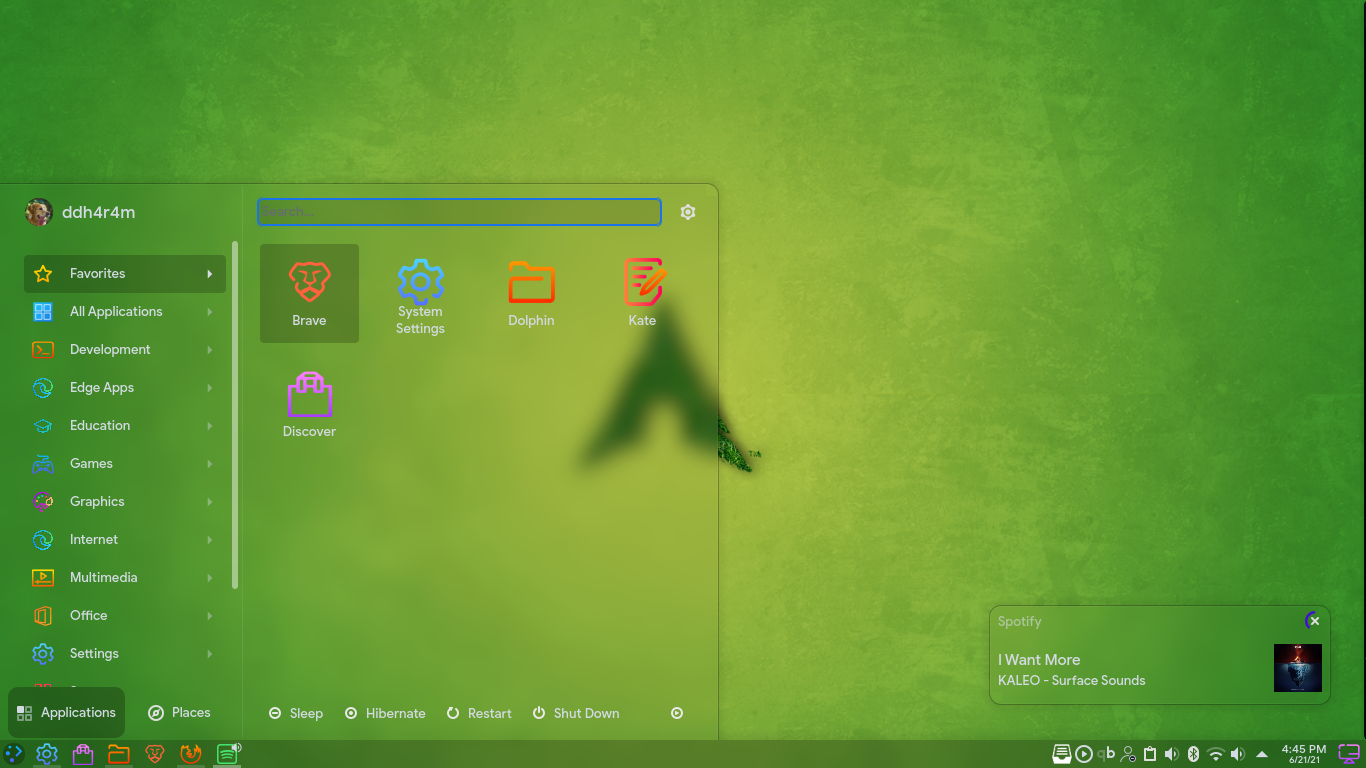 ddh4r4m
Search...
Favorites
All Applications
Development
Edge Apps
Education
Games
Graphics
Internet
Multimedia
Office
Settings
Applications
Places
Brave
System
Settings
Dolphin
Kate
Discover
TM
Sleep
Hibernate
Restart
Shut Down
Spotify
I Want More
KALEO - Surface Sounds
qb
4:45 PM
6/21/21